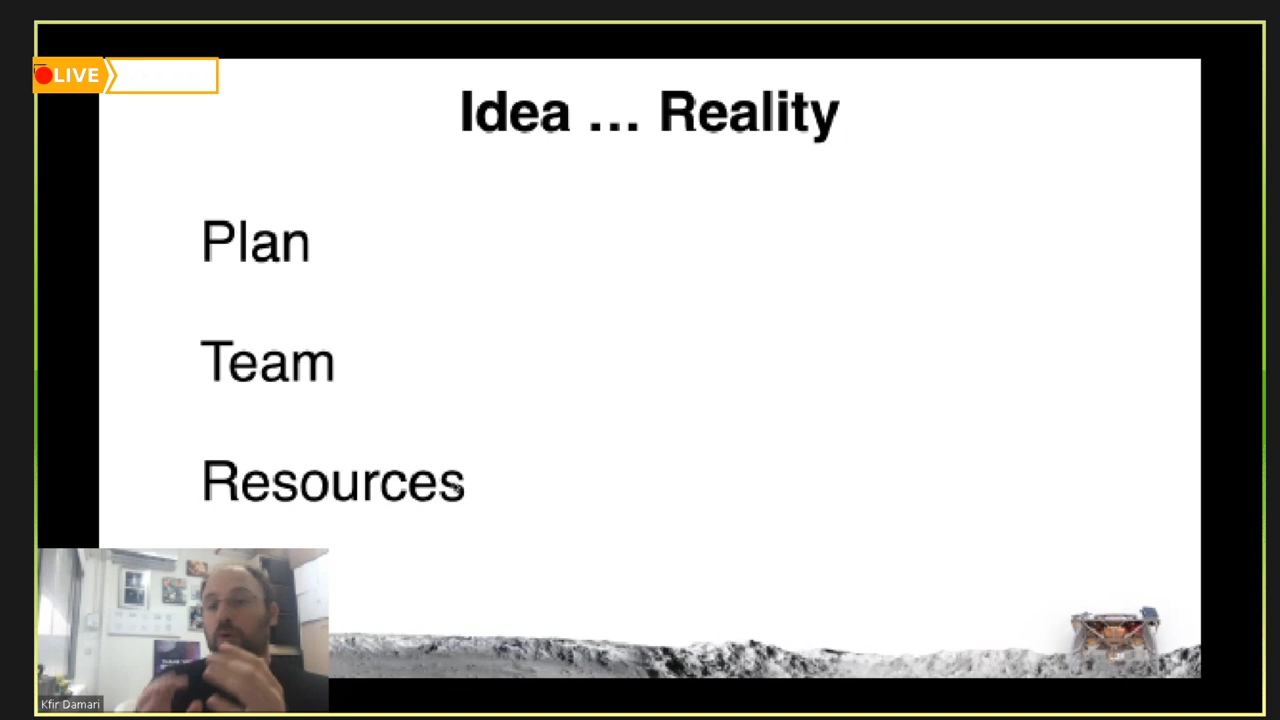 LIVE
Idea ... Reality
Plan
Team
Resources
Kfir Damari